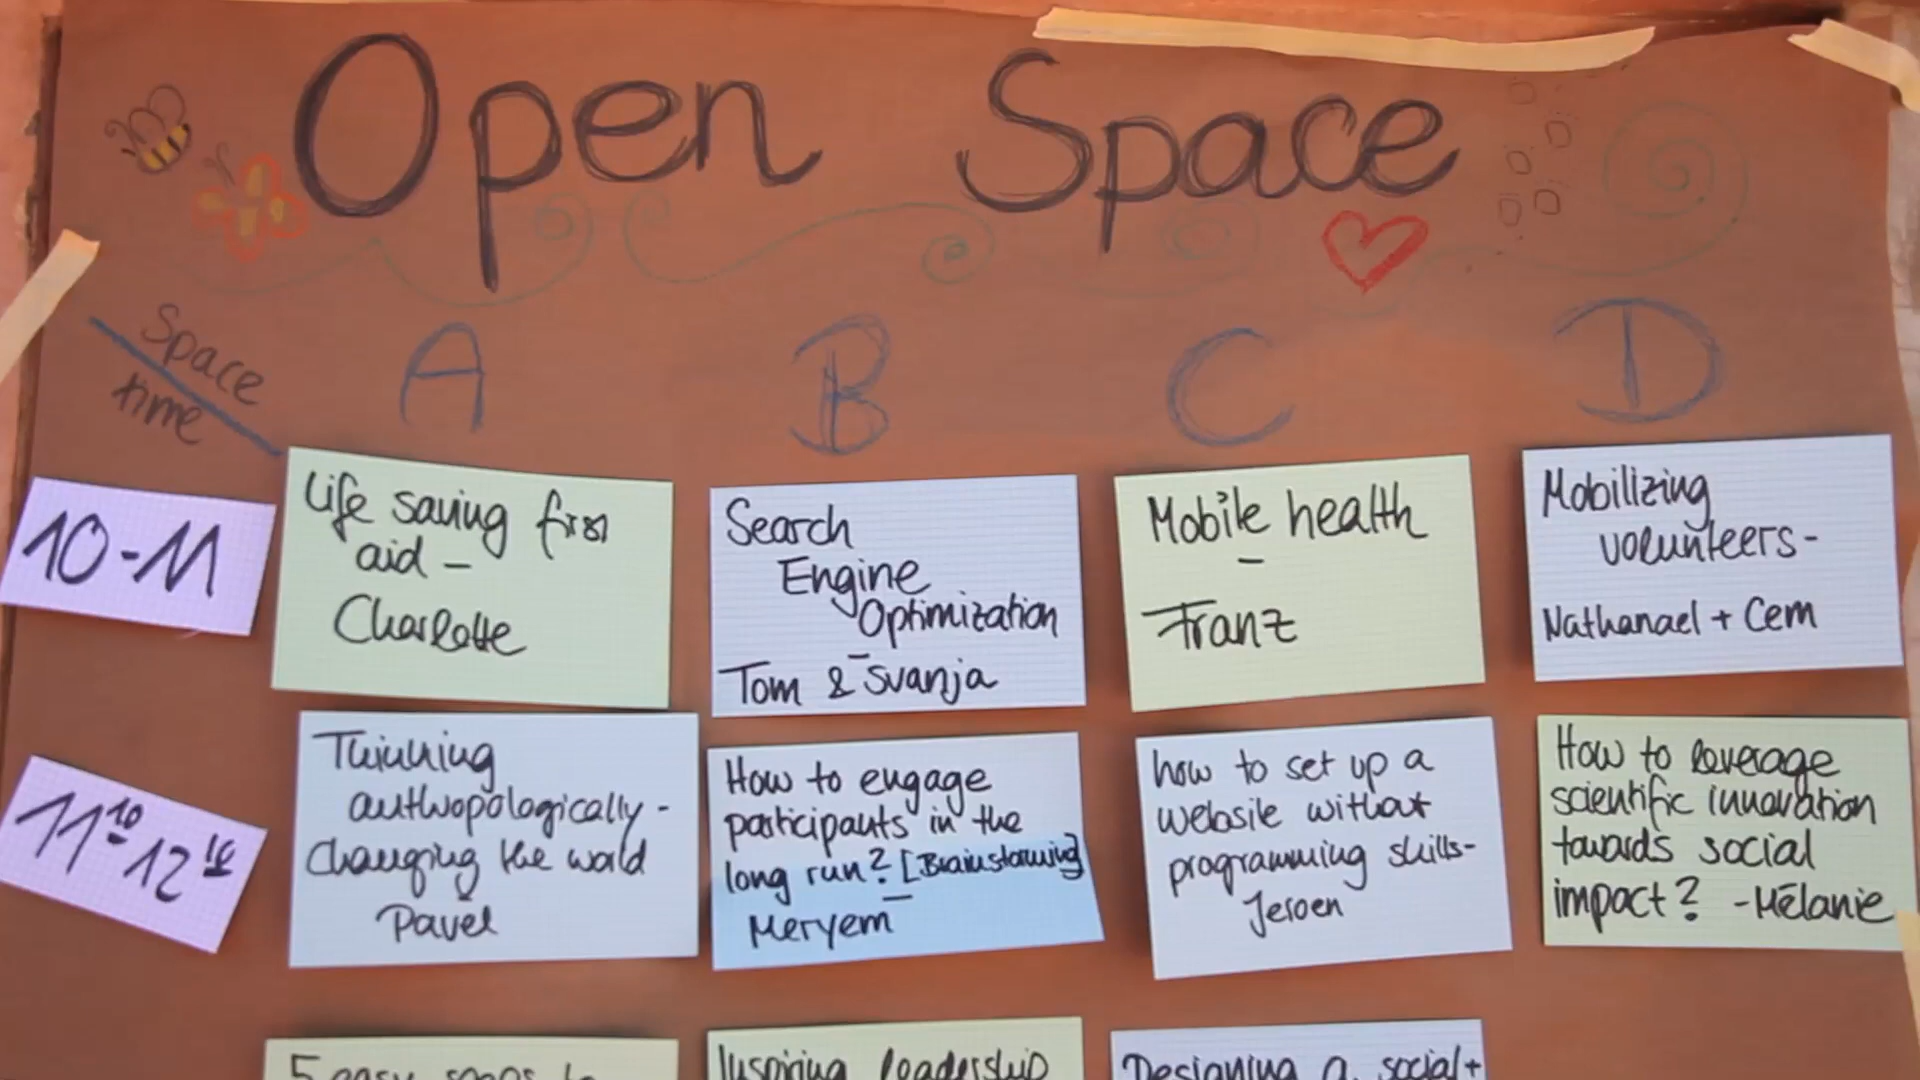 Open Space
Space
time
A
B
C
D
10-11
Life saving first
aid -
Charlotte
Search
Engine
Optimization
-
Tom & Svanja
Mobile health
-
Franz
Mobilizing
volunteers-
Nathanael + Cem
11¹⁰ 12
Thinking
anthropologically -
Changing the world
Pavel
How to engage
participants in the
long run? [Brainstorming]
-
Meryem
how to set up a
website without
programming skills-
Jeroen
How to leverage
scientific innovation
towards social
impact? -Mélanie
5 easy
Inspiring leadership
Designing a social+